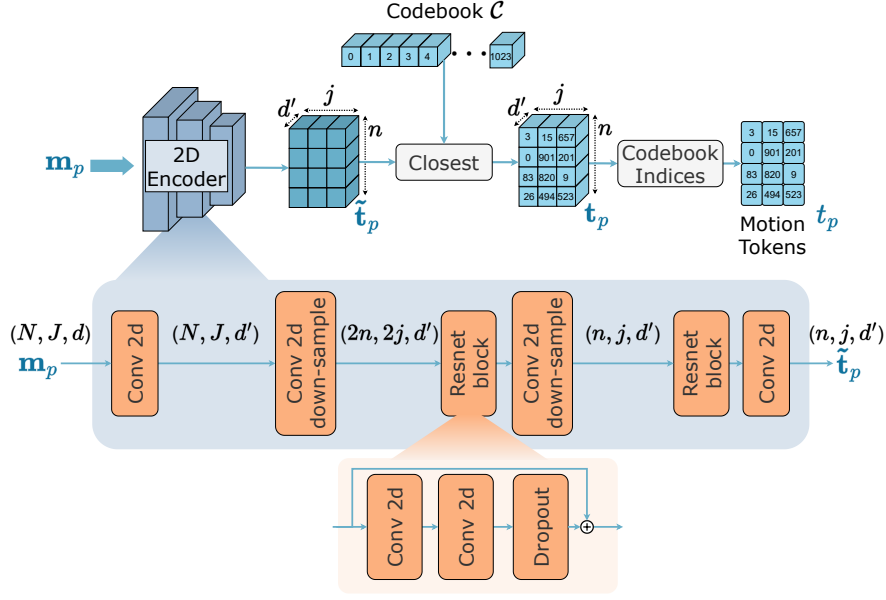 Codebook 𝒞
0 1 2 3 4 ... 1023
d′ j n
d′ j n
m_p
2D
Encoder
Closest
Codebook
Indices
3 15 657
0 901 201
83 820 9
26 494 523
3 15 657
0 901 201
83 820 9
26 494 523
t̃_p
t_p
Motion
Tokens
t_p
(N, J, d)
m_p
Conv 2d
(N, J, d′)
Conv 2d
down-sample
(2n, 2j, d′)
Resnet
block
Conv 2d
down-sample
(n, j, d′)
Resnet
block
Conv 2d
(n, j, d′)
t̃_p
Conv 2d
Conv 2d
Dropout
+